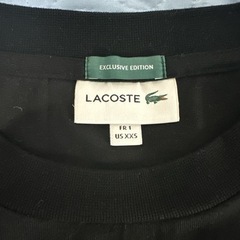 EXCLUSIVE EDITION
LACOSTE
FR 1
US XXS